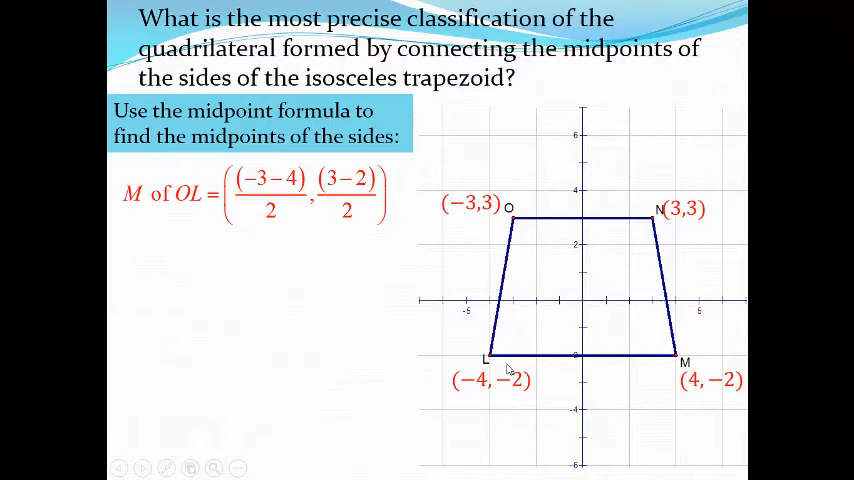 What is the most precise classification of the
quadrilateral formed by connecting the midpoints of
the sides of the isosceles trapezoid?
Use the midpoint formula to
find the midpoints of the sides:
M of OL = ( (−3−4)/2 , (3−2)/2 )
6
4
(−3,3) O N (3,3)
2
-5 5
L M
(−4,−2) (4,−2)
-4
-6